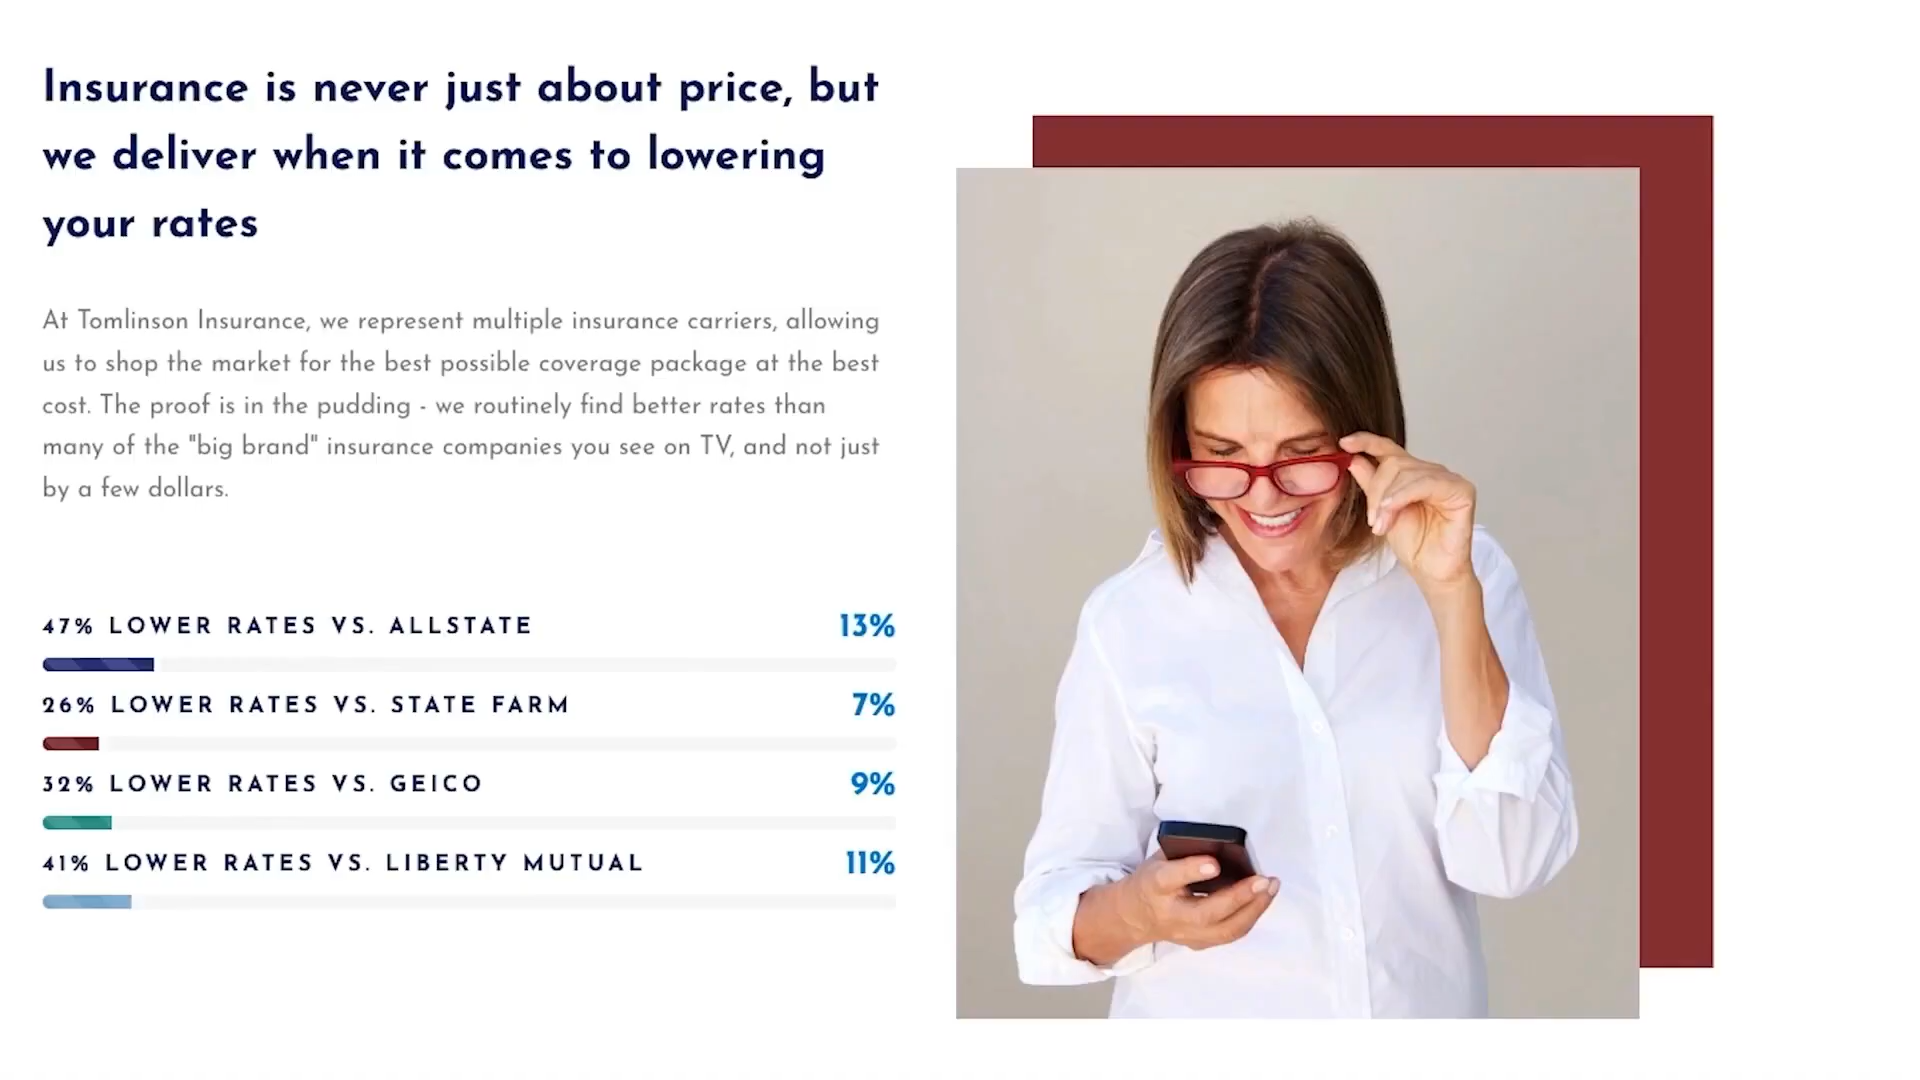 Insurance is never just about price, but
we deliver when it comes to lowering
your rates
At Tomlinson Insurance, we represent multiple insurance carriers, allowing
us to shop the market for the best possible coverage package at the best
cost. The proof is in the pudding - we routinely find better rates than
many of the "big brand" insurance companies you see on TV, and not just
by a few dollars.
47% LOWER RATES VS. ALLSTATE 13%
26% LOWER RATES VS. STATE FARM 7%
32% LOWER RATES VS. GEICO 9%
41% LOWER RATES VS. LIBERTY MUTUAL 11%